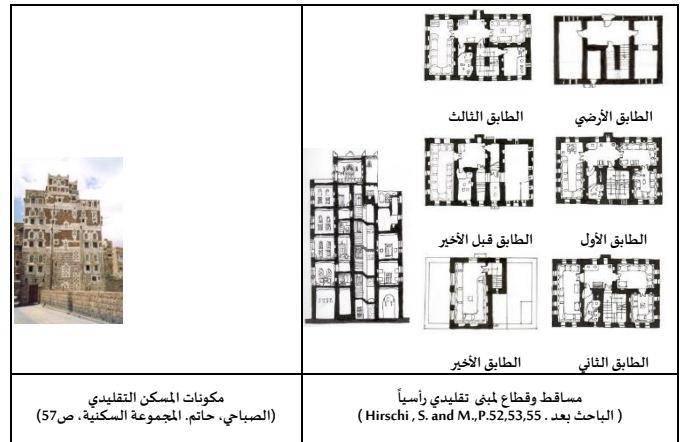 الطابق الأرضي
الطابق الثالث
الطابق الأول
الطابق قبل الأخير
الطابق الثاني
الطابق الأخير
مساقط وقطاع لمبنى تقليدي رأسياً
( الباحث بعد . Hirschi , S. and M.,P.52,53,55 )
مكونات المسكن التقليدي
(الصباحي، حاتم. المجموعة السكنية، ص57)